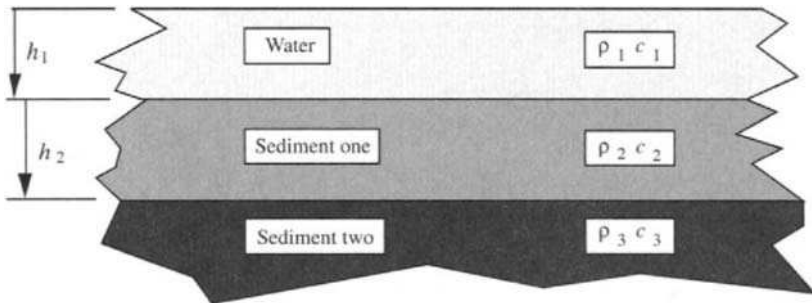 h1
Water
ρ1 c1
h2
Sediment one
ρ2 c2
Sediment two
ρ3 c3